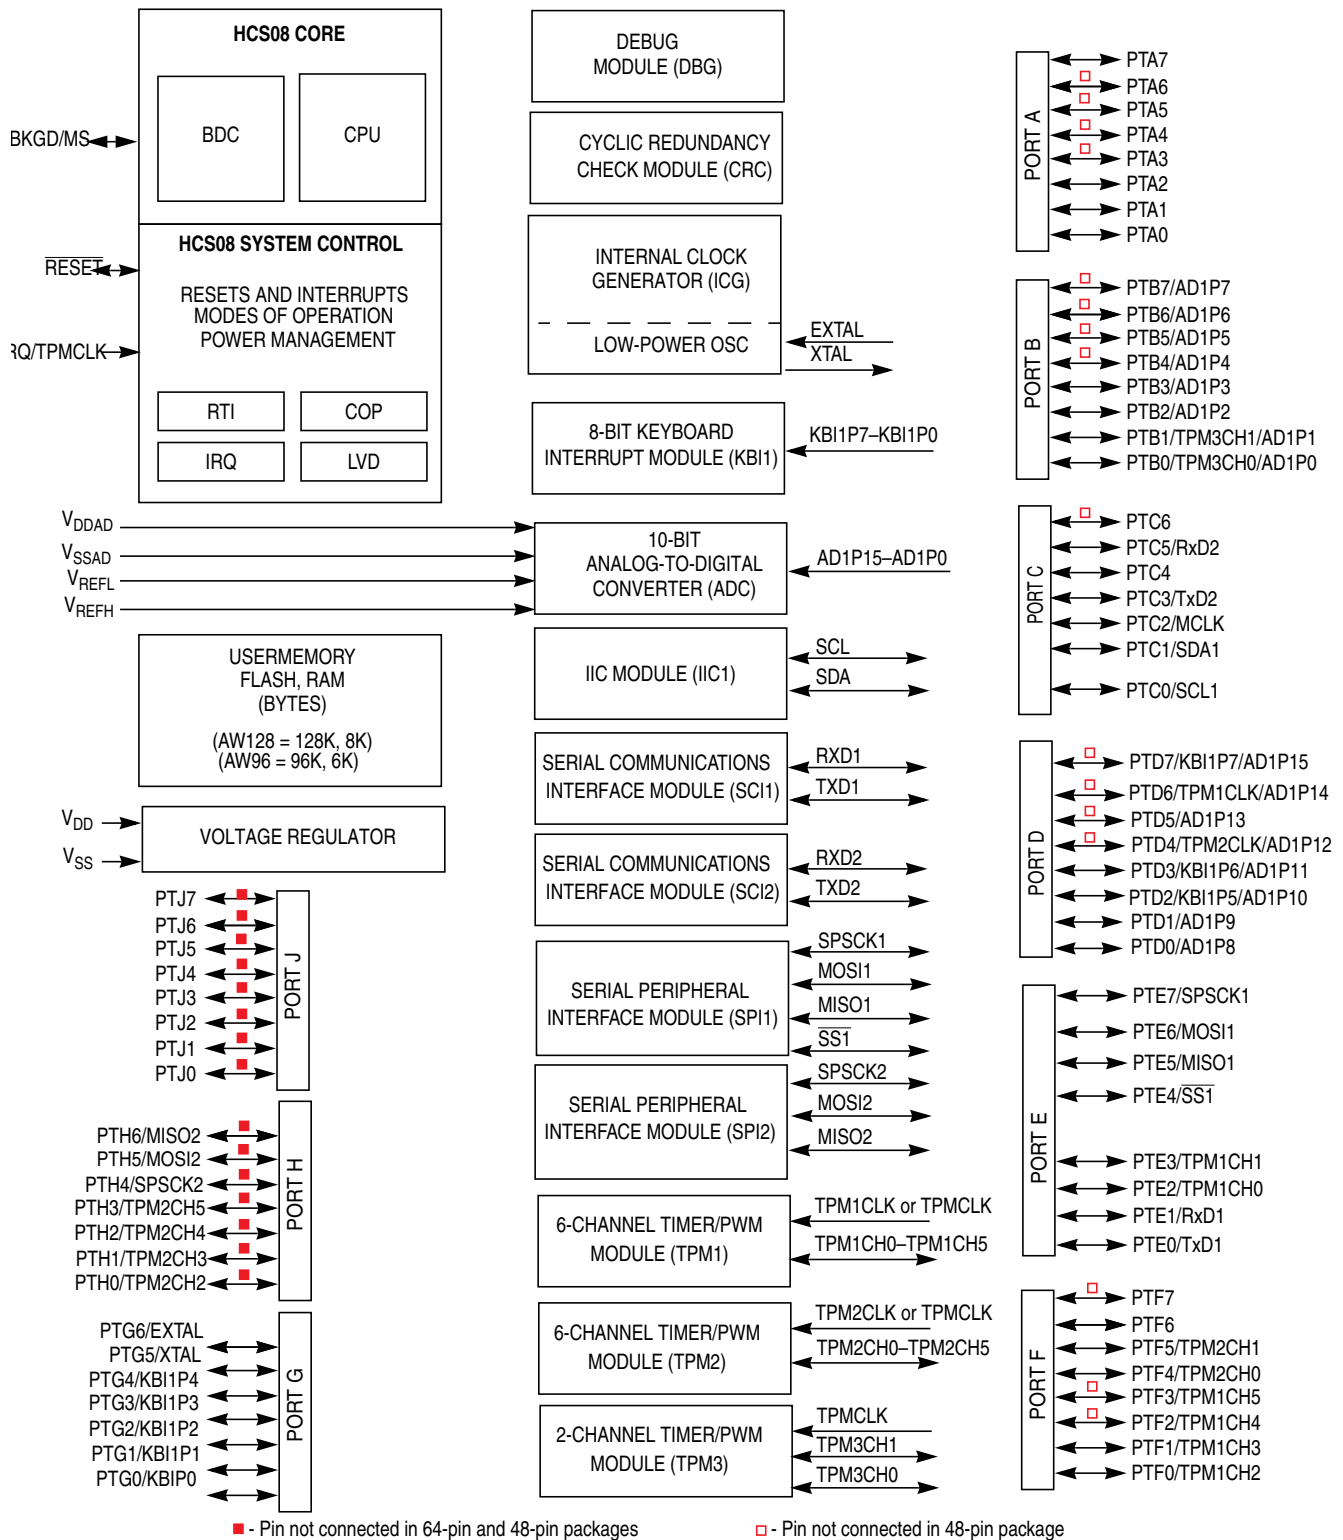 HCS08 CORE
BDC
CPU
BKGD/MS
HCS08 SYSTEM CONTROL
RESET
RESETS AND INTERRUPTS
MODES OF OPERATION
POWER MANAGEMENT
RQ/TPMCLK
RTI
COP
IRQ
LVD
VDDAD
VSSAD
VREFL
VREFH
USERMEMORY
FLASH, RAM
(BYTES)
(AW128 = 128K, 8K)
(AW96 = 96K, 6K)
VDD
VSS
VOLTAGE REGULATOR
PTJ7
PTJ6
PTJ5
PTJ4
PTJ3
PTJ2
PTJ1
PTJ0
PORT J
PTH6/MISO2
PTH5/MOSI2
PTH4/SPSCK2
PTH3/TPM2CH5
PTH2/TPM2CH4
PTH1/TPM2CH3
PTH0/TPM2CH2
PORT H
PTG6/EXTAL
PTG5/XTAL
PTG4/KBI1P4
PTG3/KBI1P3
PTG2/KBI1P2
PTG1/KBI1P1
PTG0/KBIP0
PORT G
DEBUG
MODULE (DBG)
CYCLIC REDUNDANCY
CHECK MODULE (CRC)
INTERNAL CLOCK
GENERATOR (ICG)
LOW-POWER OSC
EXTAL
XTAL
8-BIT KEYBOARD
INTERRUPT MODULE (KBI1)
KBI1P7–KBI1P0
10-BIT
ANALOG-TO-DIGITAL
CONVERTER (ADC)
AD1P15–AD1P0
IIC MODULE (IIC1)
SCL
SDA
SERIAL COMMUNICATIONS
INTERFACE MODULE (SCI1)
RXD1
TXD1
SERIAL COMMUNICATIONS
INTERFACE MODULE (SCI2)
RXD2
TXD2
SERIAL PERIPHERAL
INTERFACE MODULE (SPI1)
SPSCK1
MOSI1
MISO1
SS1
SERIAL PERIPHERAL
INTERFACE MODULE (SPI2)
SPSCK2
MOSI2
MISO2
6-CHANNEL TIMER/PWM
MODULE (TPM1)
TPM1CLK or TPMCLK
TPM1CH0–TPM1CH5
6-CHANNEL TIMER/PWM
MODULE (TPM2)
TPM2CLK or TPMCLK
TPM2CH0–TPM2CH5
2-CHANNEL TIMER/PWM
MODULE (TPM3)
TPMCLK
TPM3CH1
TPM3CH0
PORT A
PTA7
PTA6
PTA5
PTA4
PTA3
PTA2
PTA1
PTA0
PORT B
PTB7/AD1P7
PTB6/AD1P6
PTB5/AD1P5
PTB4/AD1P4
PTB3/AD1P3
PTB2/AD1P2
PTB1/TPM3CH1/AD1P1
PTB0/TPM3CH0/AD1P0
PORT C
PTC6
PTC5/RxD2
PTC4
PTC3/TxD2
PTC2/MCLK
PTC1/SDA1
PTC0/SCL1
PORT D
PTD7/KBI1P7/AD1P15
PTD6/TPM1CLK/AD1P14
PTD5/AD1P13
PTD4/TPM2CLK/AD1P12
PTD3/KBI1P6/AD1P11
PTD2/KBI1P5/AD1P10
PTD1/AD1P9
PTD0/AD1P8
PORT E
PTE7/SPSCK1
PTE6/MOSI1
PTE5/MISO1
PTE4/SS1
PTE3/TPM1CH1
PTE2/TPM1CH0
PTE1/RxD1
PTE0/TxD1
PORT F
PTF7
PTF6
PTF5/TPM2CH1
PTF4/TPM2CH0
PTF3/TPM1CH5
PTF2/TPM1CH4
PTF1/TPM1CH3
PTF0/TPM1CH2
- Pin not connected in 64-pin and 48-pin packages
- Pin not connected in 48-pin package